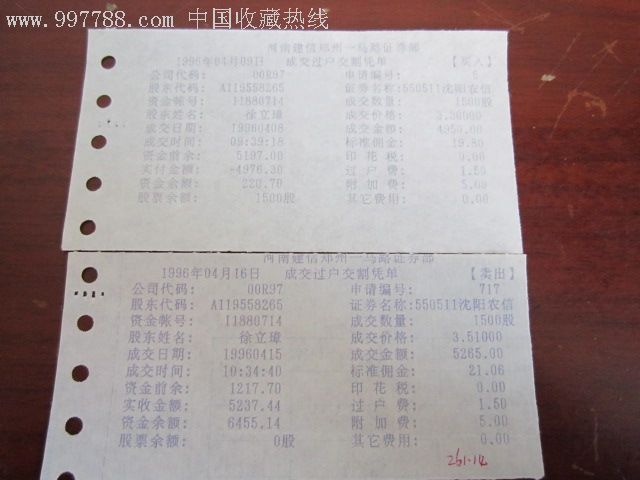 www.997788.com 中国收藏热线
河南建信郑州一马路证券部
1996年04月09日 成交过户交割凭单 【买入】
公司代码: 00R97 申请编号: 5
股东代码: A119558265 证券名称:550511沈阳农信
资金帐号: I1880714 成交数量: 1500股
股东姓名: 徐立璋 成交价格: 3.30000
成交日期: 19960408 成交金额: 4950.00
成交时间: 09:39:18 标准佣金: 19.80
资金前余: 5197.00 印 花 税: 0.00
实付金额: -4976.30 过 户 费: 1.50
资金余额: 220.70 附 加 费: 5.00
股票余额: 1500股 其它费用: 0.00
河南建信郑州一马路证券部
1996年04月16日 成交过户交割凭单 【卖出】
公司代码: 00R97 申请编号: 717
股东代码: A119558265 证券名称:550511沈阳农信
资金帐号: I1880714 成交数量: 1500股
股东姓名: 徐立璋 成交价格: 3.51000
成交日期: 19960415 成交金额: 5265.00
成交时间: 10:34:40 标准佣金: 21.06
资金前余: 1217.70 印 花 税: 0.00
实收金额: 5237.44 过 户 费: 1.50
资金余额: 6455.14 附 加 费: 5.00
股票余额: 0股 其它费用: 0.00
261.14